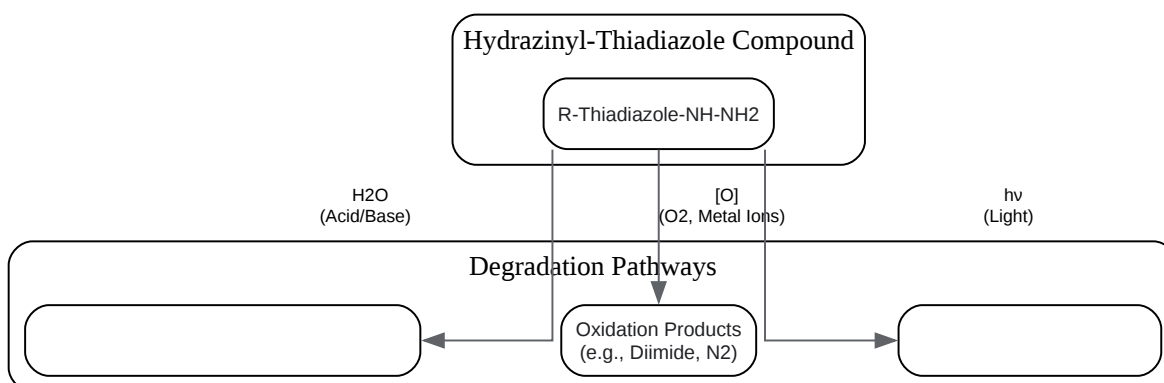 Hydrazinyl-Thiadiazole Compound
R-Thiadiazole-NH-NH2
H2O
(Acid/Base)
[O]
(O2, Metal Ions)
hν
(Light)
Degradation Pathways
Oxidation Products
(e.g., Diimide, N2)